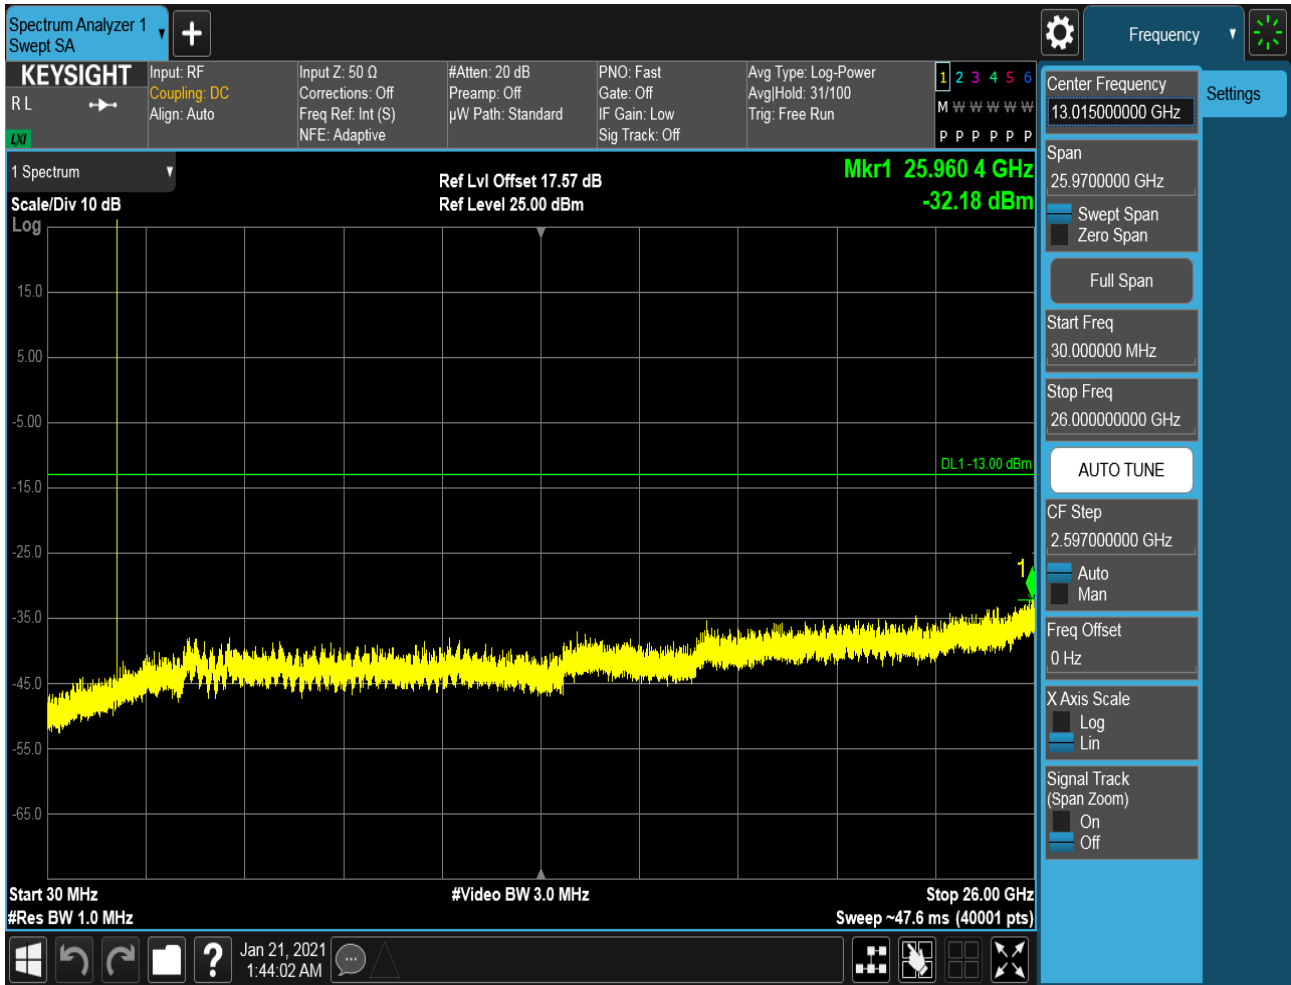 Spectrum Analyzer 1
Swept SA
Frequency
KEYSIGHT
R L
LXI
Input: RF
Coupling: DC
Align: Auto
Input Z: 50 Ω
Corrections: Off
Freq Ref: Int (S)
NFE: Adaptive
#Atten: 20 dB
Preamp: Off
µW Path: Standard
PNO: Fast
Gate: Off
IF Gain: Low
Sig Track: Off
Avg Type: Log-Power
Avg|Hold: 31/100
Trig: Free Run
1 2 3 4 5 6
M W W W W W
P P P P P P
1 Spectrum
Scale/Div 10 dB
Log
Ref Lvl Offset 17.57 dB
Ref Level 25.00 dBm
Mkr1 25.960 4 GHz
-32.18 dBm
15.0
5.00
-5.00
-15.0
-25.0
-35.0
-45.0
-55.0
-65.0
DL1 -13.00 dBm
1
Start 30 MHz
#Res BW 1.0 MHz
#Video BW 3.0 MHz
Stop 26.00 GHz
Sweep ~47.6 ms (40001 pts)
?
Jan 21, 2021
1:44:02 AM
Center Frequency
13.015000000 GHz
Settings
Span
25.9700000 GHz
Swept Span
Zero Span
Full Span
Start Freq
30.000000 MHz
Stop Freq
26.000000000 GHz
AUTO TUNE
CF Step
2.597000000 GHz
Auto
Man
Freq Offset
0 Hz
X Axis Scale
Log
Lin
Signal Track
(Span Zoom)
On
Off